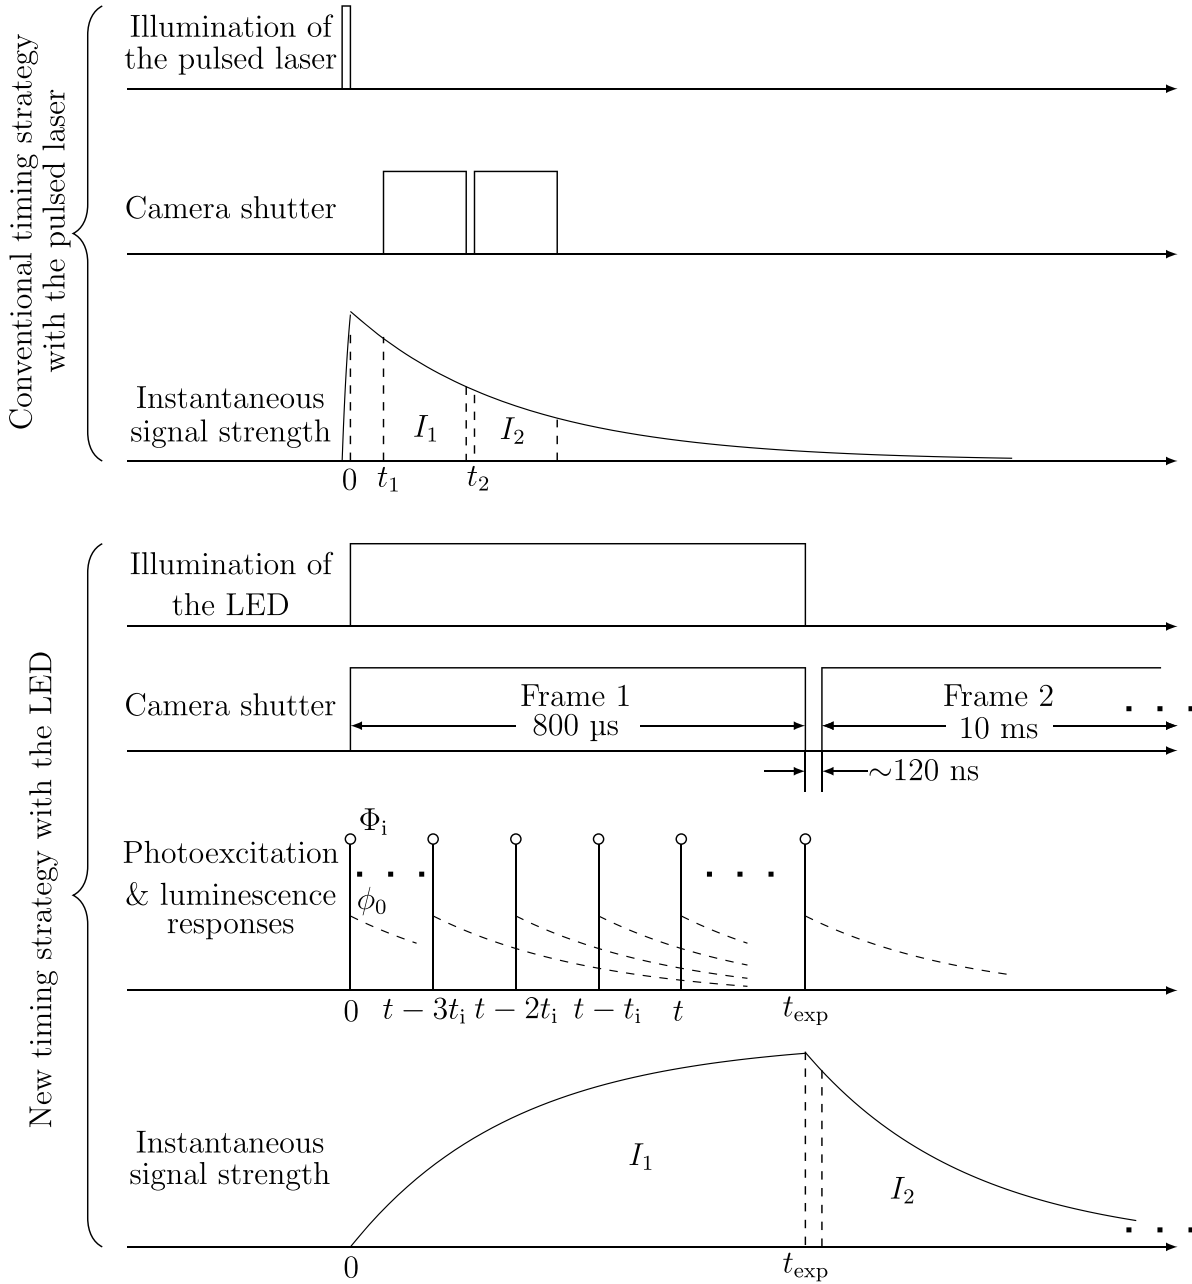 Conventional timing strategy
with the pulsed laser
Illumination of
the pulsed laser
Camera shutter
Instantaneous
signal strength
I₁
I₂
0
t₁
t₂
New timing strategy with the LED
Illumination of
the LED
Camera shutter
Frame 1
800 µs
Frame 2
10 ms
∼120 ns
Photoexcitation
& luminescence
responses
Φᵢ
ϕ₀
0
t − 3tᵢ
t − 2tᵢ
t − tᵢ
t
t_exp
Instantaneous
signal strength
I₁
I₂
0
t_exp